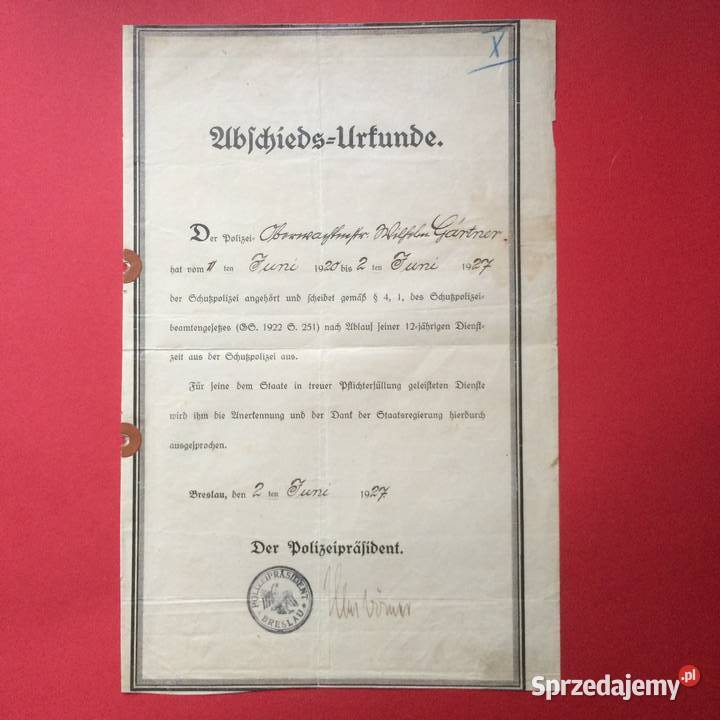 X
Abschieds-Urkunde.
Der Polizei- Oberwachtmstr. Wilhelm Gärtner.
hat vom 11 ten Juni 1920 bis 2 ten Juni 1927
der Schutzpolizei angehört und scheidet gemäß § 4, 1, des Schutzpolizei-
beamtengesetzes (GS. 1922 S. 251) nach Ablauf seiner 12-jährigen Dienst-
zeit aus der Schutzpolizei aus.
Für seine dem Staate in treuer Pflichterfüllung geleisteten Dienste
wird ihm die Anerkennung und der Dank der Staatsregierung hierdurch
ausgesprochen.
Breslau, den 2 ten Juni 1927
Der Polizeipräsident.
POLIZEIPRÄSIDENT
BRESLAU
Sprzedajemy.pl